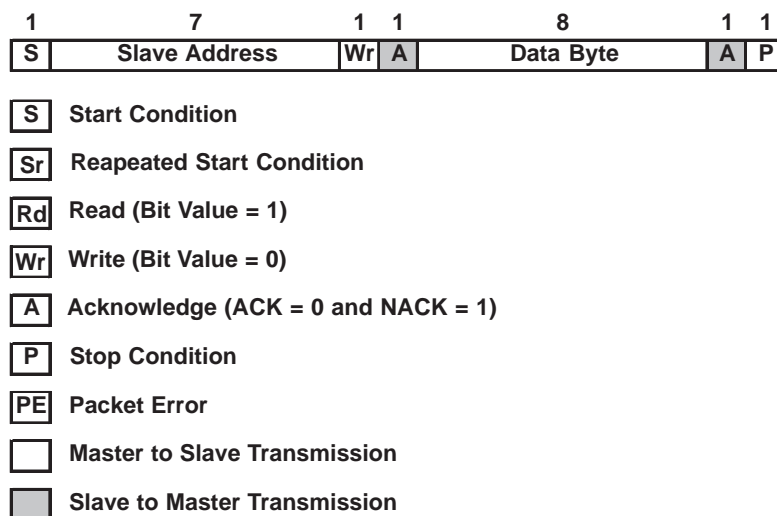 1 7 1 1 8 1 1
S Slave Address Wr A Data Byte A P
S Start Condition
Sr Reapeated Start Condition
Rd Read (Bit Value = 1)
Wr Write (Bit Value = 0)
A Acknowledge (ACK = 0 and NACK = 1)
P Stop Condition
PE Packet Error
Master to Slave Transmission
Slave to Master Transmission